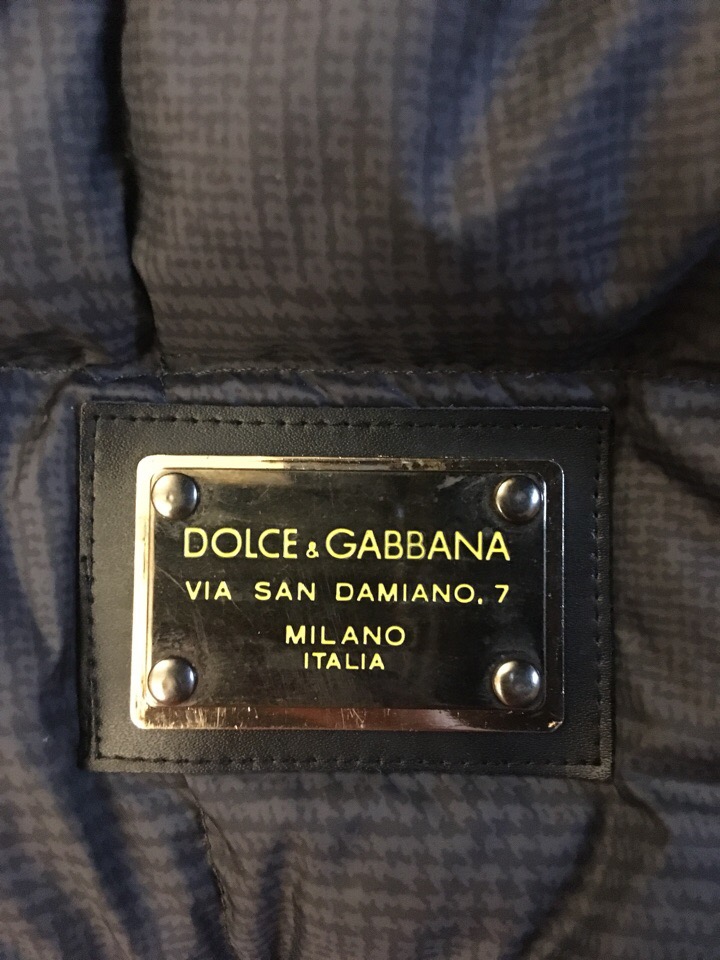 DOLCE & GABBANA
VIA SAN DAMIANO, 7
MILANO
ITALIA